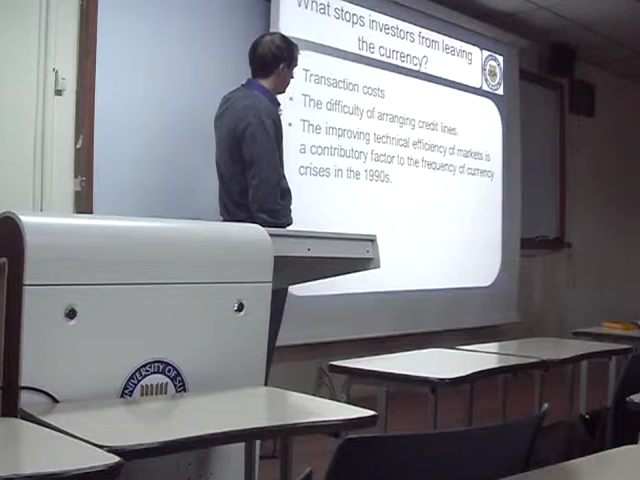 What stops investors from leaving
the currency?
• Transaction costs
• The difficulty of arranging credit lines.
• The improving technical efficiency of markets is
a contributory factor to the frequency of currency
crises in the 1990s.
UNIVERSITY OF SU